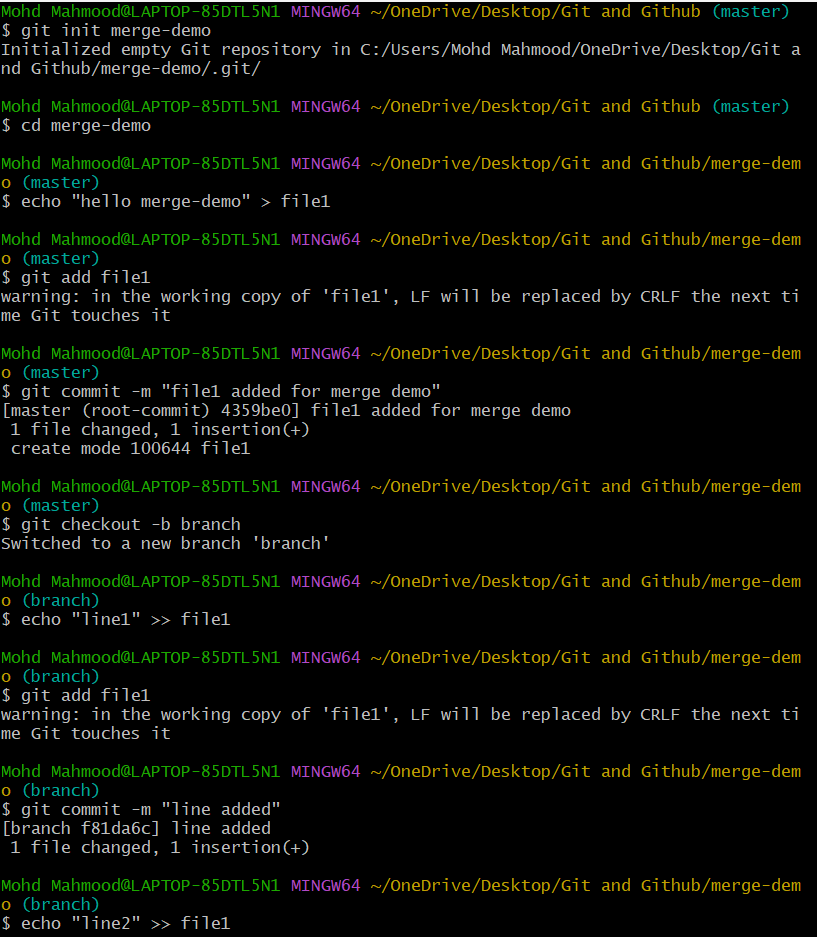 Mohd Mahmood@LAPTOP-85DTL5N1 MINGW64 ~/OneDrive/Desktop/Git and Github (master)
$ git init merge-demo
Initialized empty Git repository in C:/Users/Mohd Mahmood/OneDrive/Desktop/Git a
nd Github/merge-demo/.git/

Mohd Mahmood@LAPTOP-85DTL5N1 MINGW64 ~/OneDrive/Desktop/Git and Github (master)
$ cd merge-demo

Mohd Mahmood@LAPTOP-85DTL5N1 MINGW64 ~/OneDrive/Desktop/Git and Github/merge-dem
o (master)
$ echo "hello merge-demo" > file1

Mohd Mahmood@LAPTOP-85DTL5N1 MINGW64 ~/OneDrive/Desktop/Git and Github/merge-dem
o (master)
$ git add file1
warning: in the working copy of 'file1', LF will be replaced by CRLF the next ti
me Git touches it

Mohd Mahmood@LAPTOP-85DTL5N1 MINGW64 ~/OneDrive/Desktop/Git and Github/merge-dem
o (master)
$ git commit -m "file1 added for merge demo"
[master (root-commit) 4359be0] file1 added for merge demo
 1 file changed, 1 insertion(+)
 create mode 100644 file1

Mohd Mahmood@LAPTOP-85DTL5N1 MINGW64 ~/OneDrive/Desktop/Git and Github/merge-dem
o (master)
$ git checkout -b branch
Switched to a new branch 'branch'

Mohd Mahmood@LAPTOP-85DTL5N1 MINGW64 ~/OneDrive/Desktop/Git and Github/merge-dem
o (branch)
$ echo "line1" >> file1

Mohd Mahmood@LAPTOP-85DTL5N1 MINGW64 ~/OneDrive/Desktop/Git and Github/merge-dem
o (branch)
$ git add file1
warning: in the working copy of 'file1', LF will be replaced by CRLF the next ti
me Git touches it

Mohd Mahmood@LAPTOP-85DTL5N1 MINGW64 ~/OneDrive/Desktop/Git and Github/merge-dem
o (branch)
$ git commit -m "line added"
[branch f81da6c] line added
 1 file changed, 1 insertion(+)

Mohd Mahmood@LAPTOP-85DTL5N1 MINGW64 ~/OneDrive/Desktop/Git and Github/merge-dem
o (branch)
$ echo "line2" >> file1